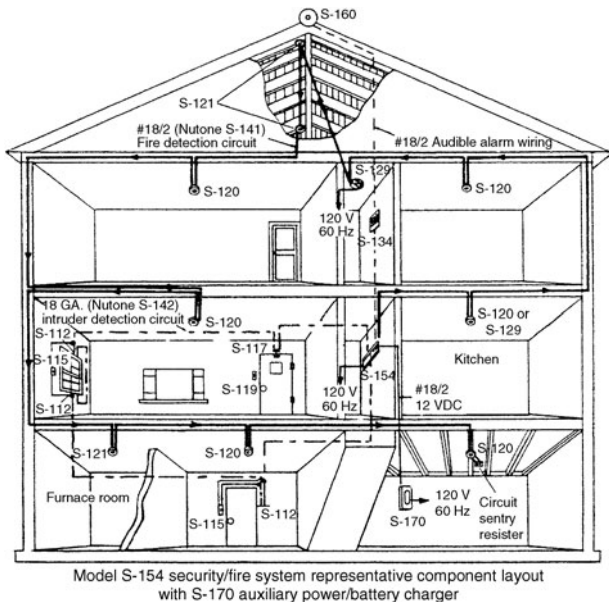 S-160
S-121
#18/2 (Nutone S-141)
Fire detection circuit
#18/2 Audible alarm wiring
S-120
S-129
S-120
120 V
60 Hz
S-134
18 GA. (Nutone S-142)
intruder detection circuit
S-120
S-120 or
S-129
S-112
S-115
S-112
S-117
S-119
S-154
120 V
60 Hz
Kitchen
#18/2
12 VDC
S-121
S-120
S-120
Furnace room
S-115
S-112
S-170
120 V
60 Hz
Circuit
sentry
resister
Model S-154 security/fire system representative component layout
with S-170 auxiliary power/battery charger